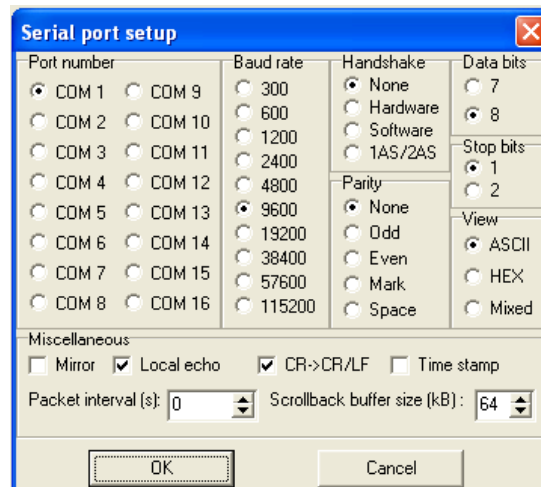 Serial port setup
Port number
COM 1
COM 2
COM 3
COM 4
COM 5
COM 6
COM 7
COM 8
COM 9
COM 10
COM 11
COM 12
COM 13
COM 14
COM 15
COM 16
Baud rate
300
600
1200
2400
4800
9600
19200
38400
57600
115200
Handshake
None
Hardware
Software
1AS/2AS
Parity
None
Odd
Even
Mark
Space
Data bits
7
8
Stop bits
1
2
View
ASCII
HEX
Mixed
Miscellaneous
Mirror Local echo CR->CR/LF Time stamp
Packet interval (s): 0 Scrollback buffer size (kB) : 64
OK Cancel